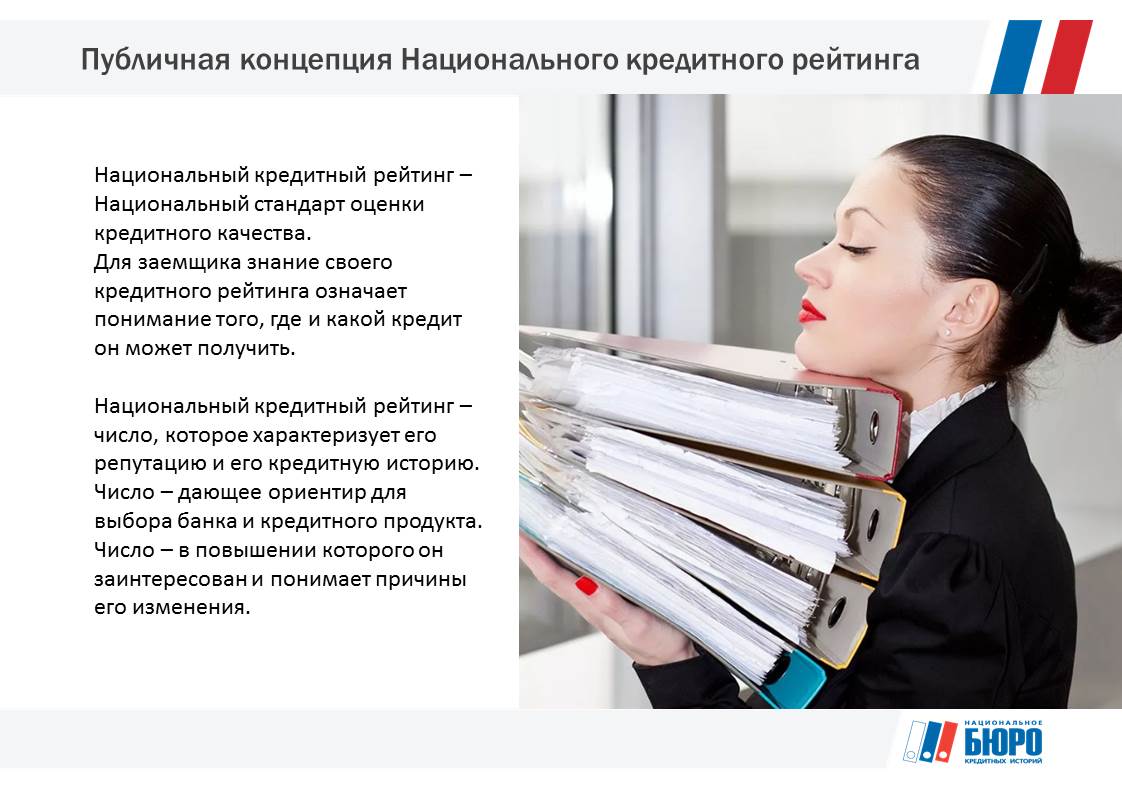 Публичная концепция Национального кредитного рейтинга
Национальный кредитный рейтинг –
Национальный стандарт оценки
кредитного качества.
Для заемщика знание своего
кредитного рейтинга означает
понимание того, где и какой кредит
он может получить.
Национальный кредитный рейтинг –
число, которое характеризует его
репутацию и его кредитную историю.
Число – дающее ориентир для
выбора банка и кредитного продукта.
Число – в повышении которого он
заинтересован и понимает причины
его изменения.
НАЦИОНАЛЬНОЕ
БЮРО
КРЕДИТНЫХ ИСТОРИЙ